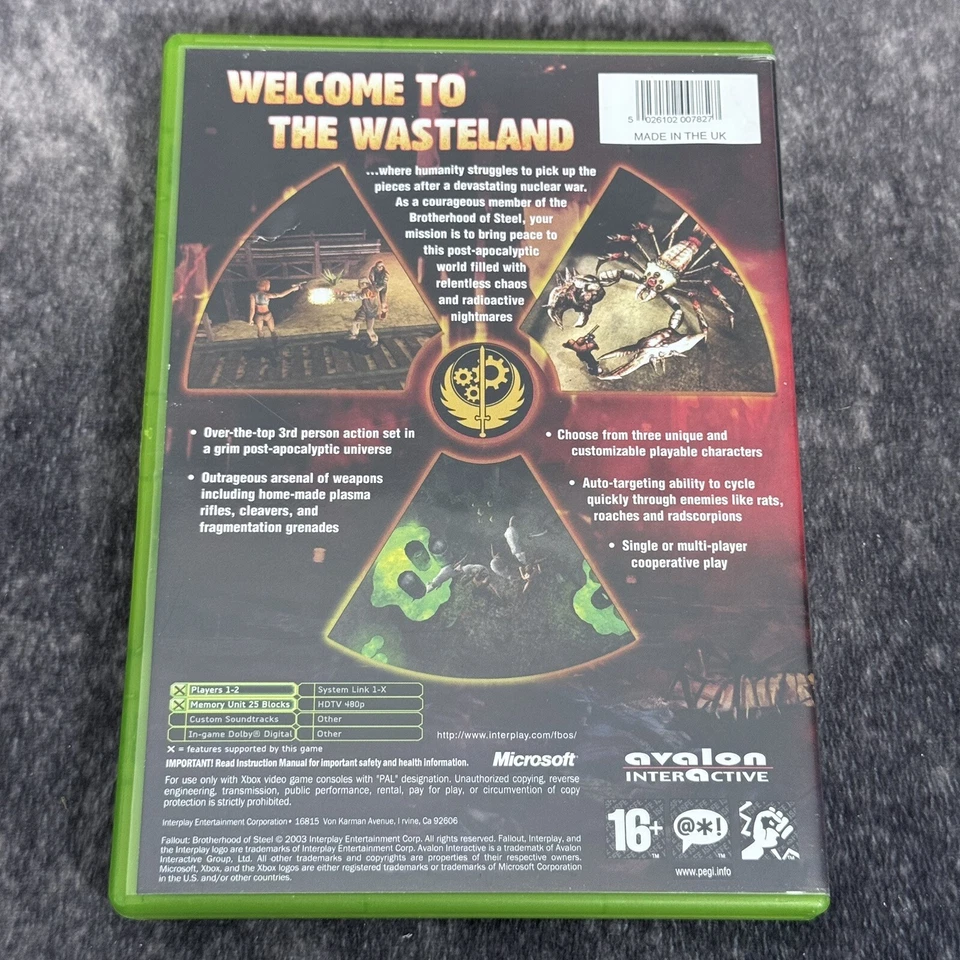 WELCOME TO
THE WASTELAND
5 026102 007827
MADE IN THE UK
...where humanity struggles to pick up the
pieces after a devastating nuclear war.
As a courageous member of the
Brotherhood of Steel, your
mission is to bring peace to
this post-apocalyptic
world filled with
relentless chaos
and radioactive
nightmares
• Over-the-top 3rd person action set in
a grim post-apocalyptic universe
• Outrageous arsenal of weapons
including home-made plasma
rifles, cleavers, and
fragmentation grenades
• Choose from three unique and
customizable playable characters
• Auto-targeting ability to cycle
quickly through enemies like rats,
roaches and radscorpions
• Single or multi-player
cooperative play
X Players 1-2
X Memory Unit 25 Blocks
Custom Soundtracks
In-game Dolby® Digital
System Link 1-X
HDTV 480p
Other
Other
X = features supported by this game
http://www.interplay.com/fbos/
IMPORTANT! Read Instruction Manual for important safety and health information.
Microsoft
avalon
INTERACTIVE
For use only with Xbox video game consoles with "PAL" designation. Unauthorized copying, reverse
engineering, transmission, public performance, rental, pay for play, or circumvention of copy
protection is strictly prohibited.
Interplay Entertainment Corporation • 16815 Von Karman Avenue, Irvine, Ca 92606
Fallout: Brotherhood of Steel © 2003 Interplay Entertainment Corp. All rights reserved. Fallout, Interplay, and
the Interplay logo are trademarks of Interplay Entertainment Corp. Avalon Interactive is a trademark of Avalon
Interactive Group, Ltd. All other trademarks and copyrights are properties of their respective owners.
Microsoft, Xbox, and the Xbox logos are either registered trademarks or trademarks of Microsoft Corporation
in the U.S. and/or other countries.
16+ ™
@*! ™
™
www.pegi.info